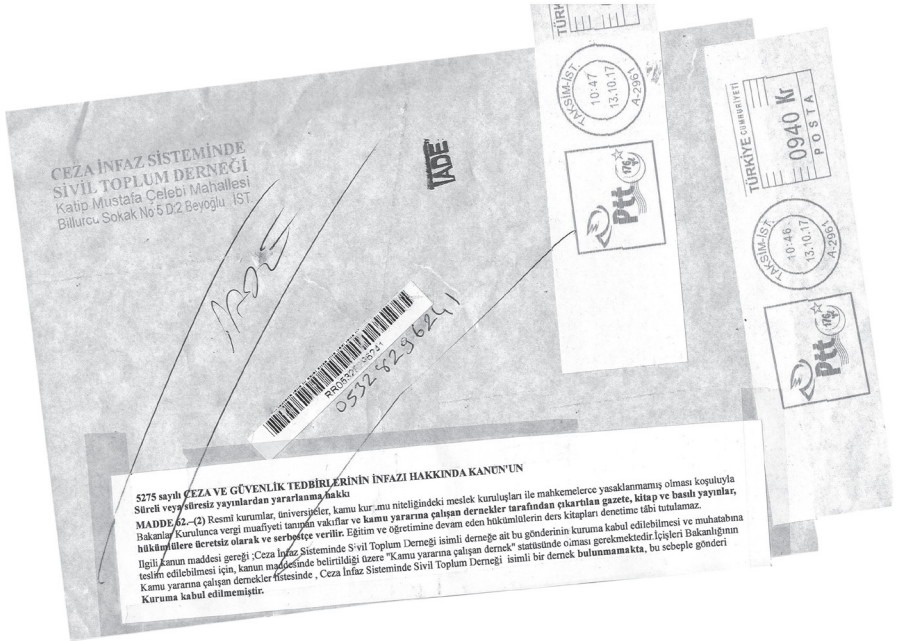 CEZA İNFAZ SİSTEMİNDE
SİVİL TOPLUM DERNEĞİ
Katip Mustafa Çelebi Mahallesi
Billurcu Sokak No 5 D:2 Beyoğlu İST.
İADE
İADE
RR0532 96241
0532 829 6241
TÜRK
TAKSİM-İST.
10:47
13.10.17
A-2961
Ptt
TÜRKİYE CUMHURİYETİ
0940 Kr
POSTA
TAKSİM-İST.
10:46
13.10.17
A-2961
Ptt
5275 sayılı CEZA VE GÜVENLİK TEDBİRLERİNİN İNFAZI HAKKINDA KANUN'UN
Süreli veya süresiz yayınlardan yararlanma hakkı
MADDE 62.–(2) Resmî kurumlar, üniversiteler, kamu kurumu niteliğindeki meslek kuruluşları ile mahkemelerce yasaklanmamış olması koşuluyla
Bakanlar Kurulunca vergi muafiyeti tanınan vakıflar ve kamu yararına çalışan dernekler tarafından çıkartılan gazete, kitap ve basılı yayınlar,
hükümlülere ücretsiz olarak ve serbestçe verilir. Eğitim ve öğretimine devam eden hükümlülerin ders kitapları denetime tâbi tutulamaz.
İlgili kanun maddesi gereği ;Ceza İnfaz Sisteminde Sivil Toplum Derneği isimli derneğe ait bu gönderinin kuruma kabul edilebilmesi ve muhatabına
teslim edilebilmesi için, kanun maddesinde belirtildiği üzere "Kamu yararına çalışan dernek" statüsünde olması gerekmektedir.İçişleri Bakanlığının
Kamu yararına çalışan dernekler listesinde , Ceza İnfaz Sisteminde Sivil Toplum Derneği isimli bir dernek bulunmamakta, bu sebeple gönderi
Kuruma kabul edilmemiştir.